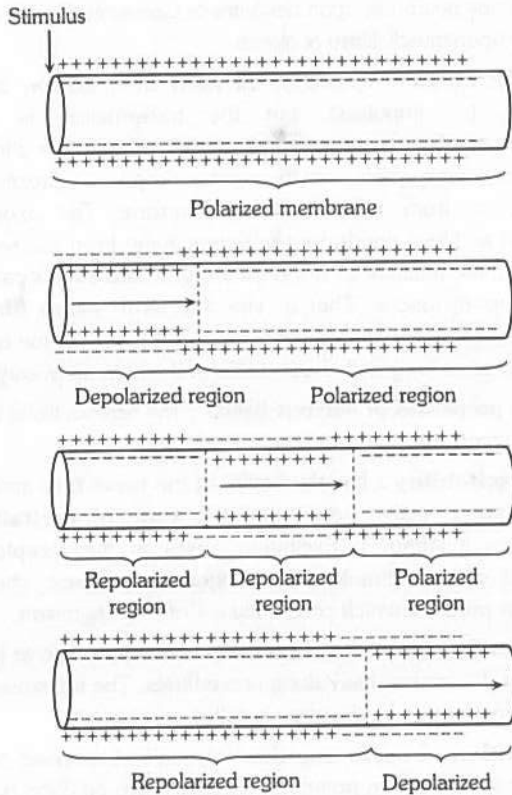 Stimulus
Polarized membrane
Depolarized region Polarized region
Repolarized Depolarized Polarized
region region region
Repolarized region Depolarized